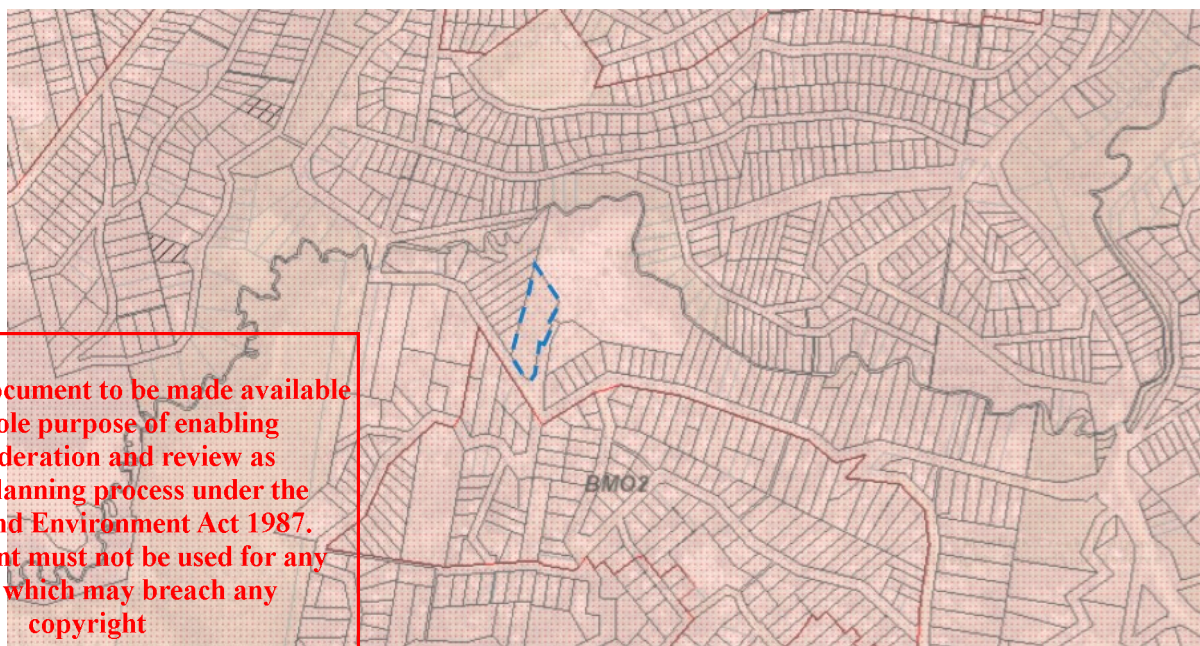 ocument to be made available
ole purpose of enabling
deration and review as
lanning process under the
nd Environment Act 1987.
nt must not be used for any
which may breach any
copyright
BMO2